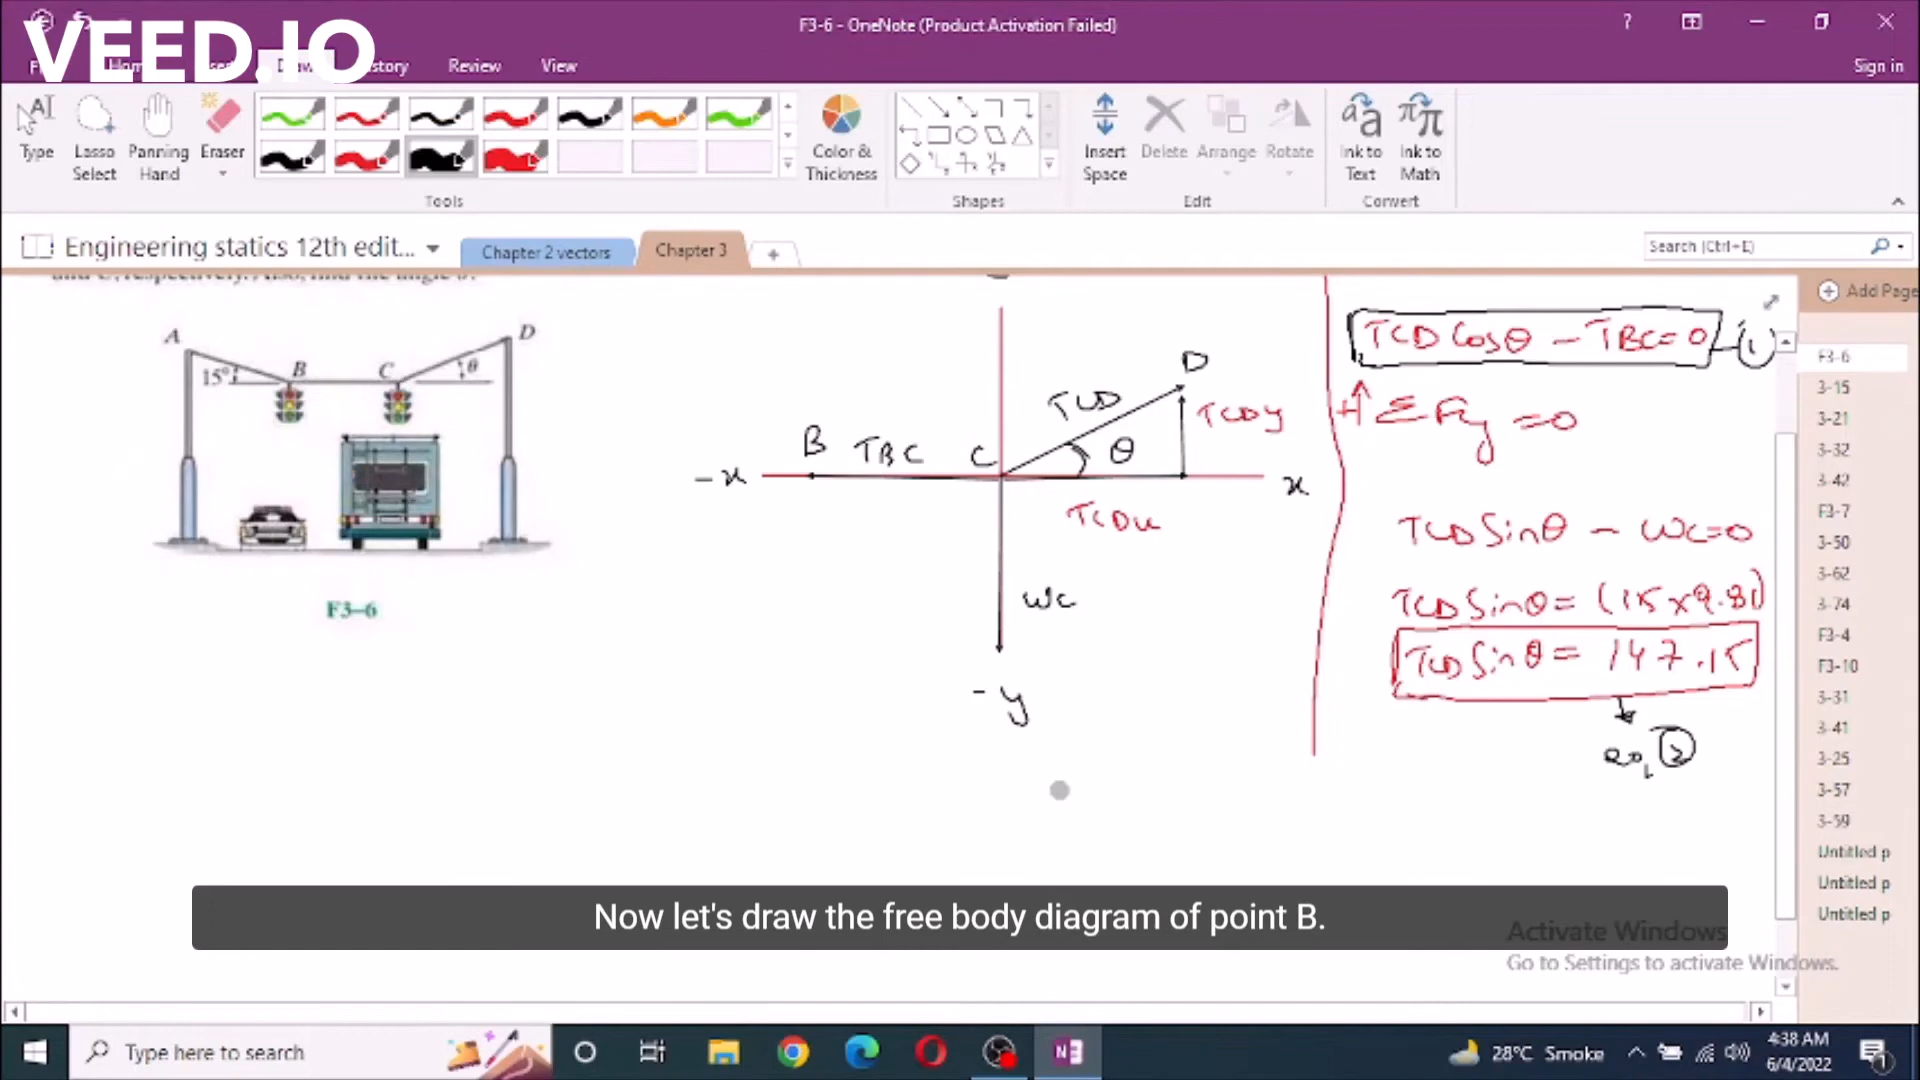 F3-6 - OneNote (Product Activation Failed)
VEED.IO
Review
View
Sign in
Type
Lasso Select
Panning Hand
Eraser
Color & Thickness
Insert Space
Delete
Arrange
Rotate
Ink to Text
Ink to Math
Tools
Shapes
Edit
Convert
Engineering statics 12th edit...
Chapter 2 vectors
Chapter 3
Search (Ctrl+E)
Add Page
A
B
C
D
15°
θ
F3–6
D
TCD
TCDy
B
TBC
C
θ
-x
x
TCDx
WC
-y
TCD Cosθ - TBC=0 - (1)
+↑ ΣFy =0
TCD Sinθ - WC=0
TCD Sinθ = (15x9.81)
TCD Sinθ = 147.15
eq, (2)
F3-6
3-15
3-21
3-32
3-42
F3-7
3-50
3-62
3-74
F3-4
F3-10
3-31
3-41
3-25
3-57
3-59
Untitled p
Untitled p
Untitled p
Now let's draw the free body diagram of point B.
Activate Windows
Go to Settings to activate Windows.
Type here to search
28°C Smoke
4:38 AM
6/4/2022